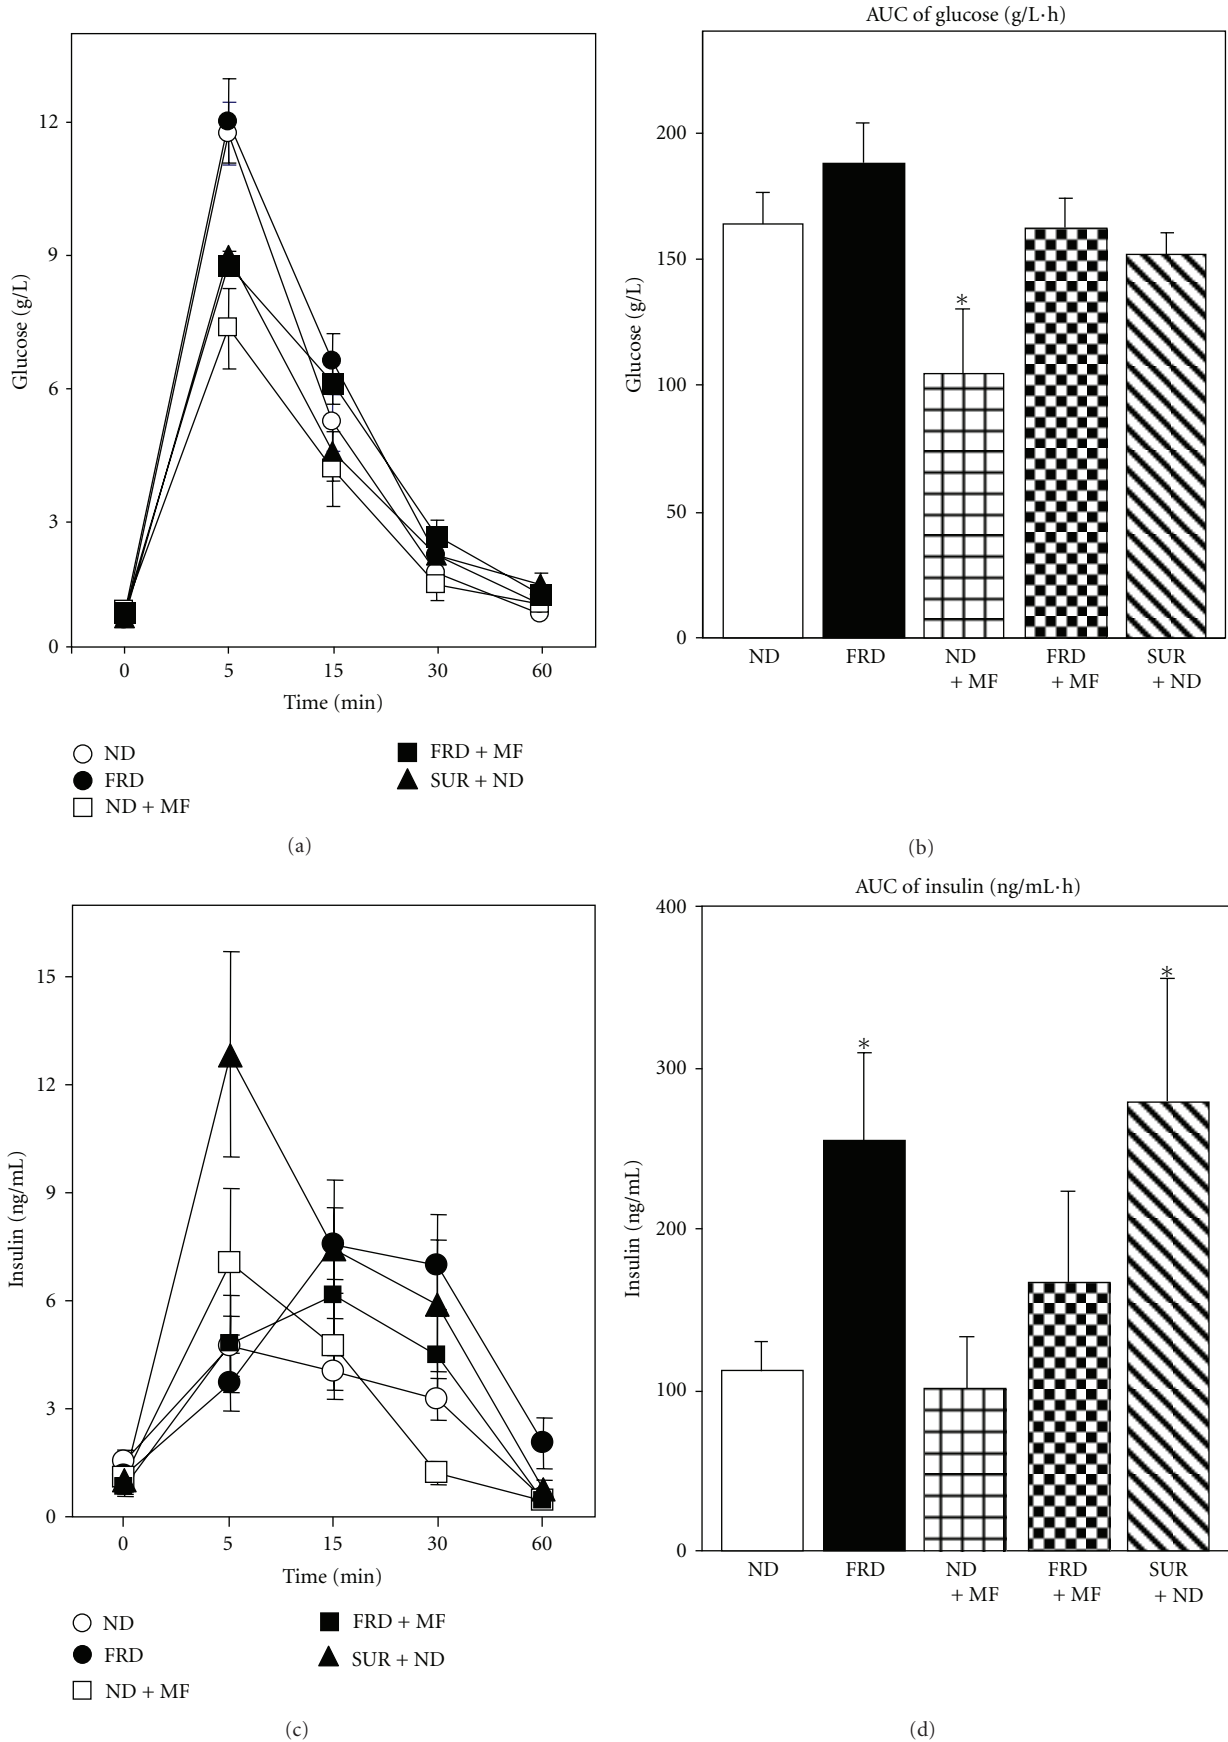 12
9
6
3
0
Glucose (g/L)
0 5 15 30 60
Time (min)
ND
FRD
ND + MF
FRD + MF
SUR + ND
(a)
AUC of glucose (g/L·h)
200
150
100
50
0
Glucose (g/L)
*
ND FRD ND FRD SUR
+ MF + MF + ND
(b)
15
12
9
6
3
0
Insulin (ng/mL)
0 5 15 30 60
Time (min)
ND
FRD
ND + MF
FRD + MF
SUR + ND
(c)
AUC of insulin (ng/mL·h)
400
300
200
100
0
Insulin (ng/mL)
*
*
ND FRD ND FRD SUR
+ MF + MF + ND
(d)